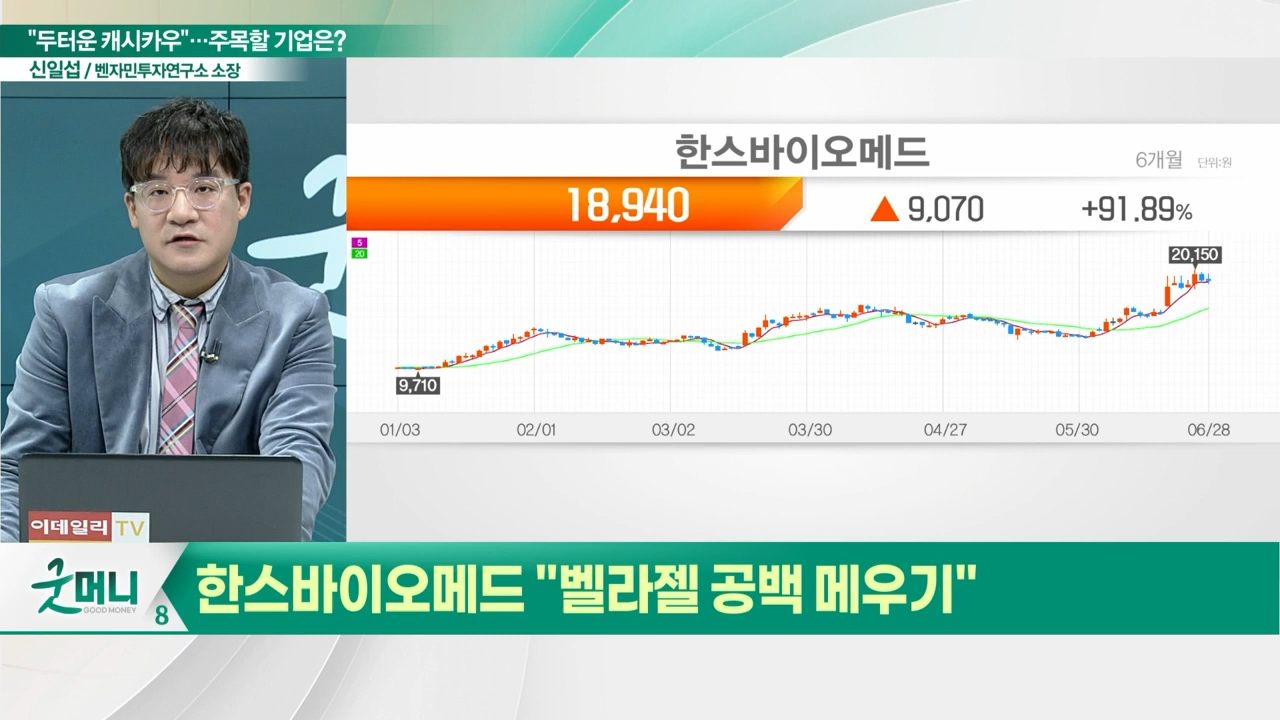 "두터운 캐시카우"…주목할 기업은?
신일섭 / 벤자민투자연구소 소장
한스바이오메드
6개월 단위:원
18,940 ▲ 9,070 +91.89%
5
20
20,150
9,710
01/03 02/01 03/02 03/30 04/27 05/30 06/28
이데일리 TV
굿머니
GOOD MONEY
8
한스바이오메드 "벨라젤 공백 메우기"